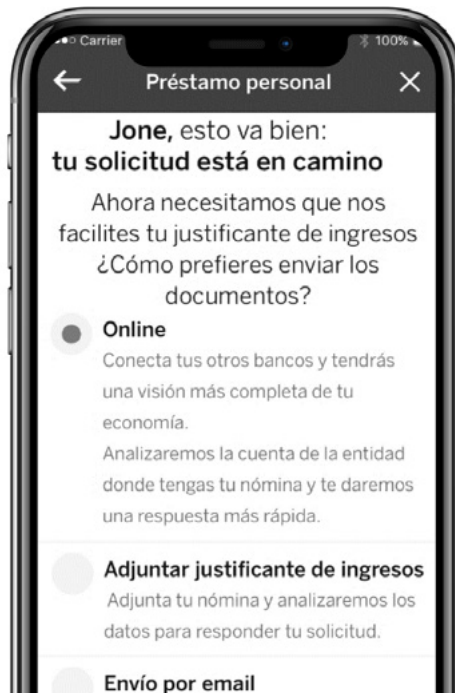 Carrier
100%
Préstamo personal
Jone, esto va bien:
tu solicitud está en camino
Ahora necesitamos que nos
facilites tu justificante de ingresos
¿Cómo prefieres enviar los
documentos?
Online
Conecta tus otros bancos y tendrás
una visión más completa de tu
economía.
Analizaremos la cuenta de la entidad
donde tengas tu nómina y te daremos
una respuesta más rápida.
Adjuntar justificante de ingresos
Adjunta tu nómina y analizaremos los
datos para responder tu solicitud.
Envío por email